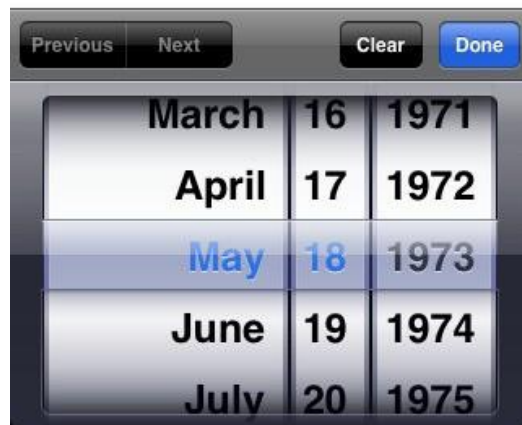 Previous Next Clear Done
March 16 1971
April 17 1972
May 18 1973
June 19 1974
July 20 1975